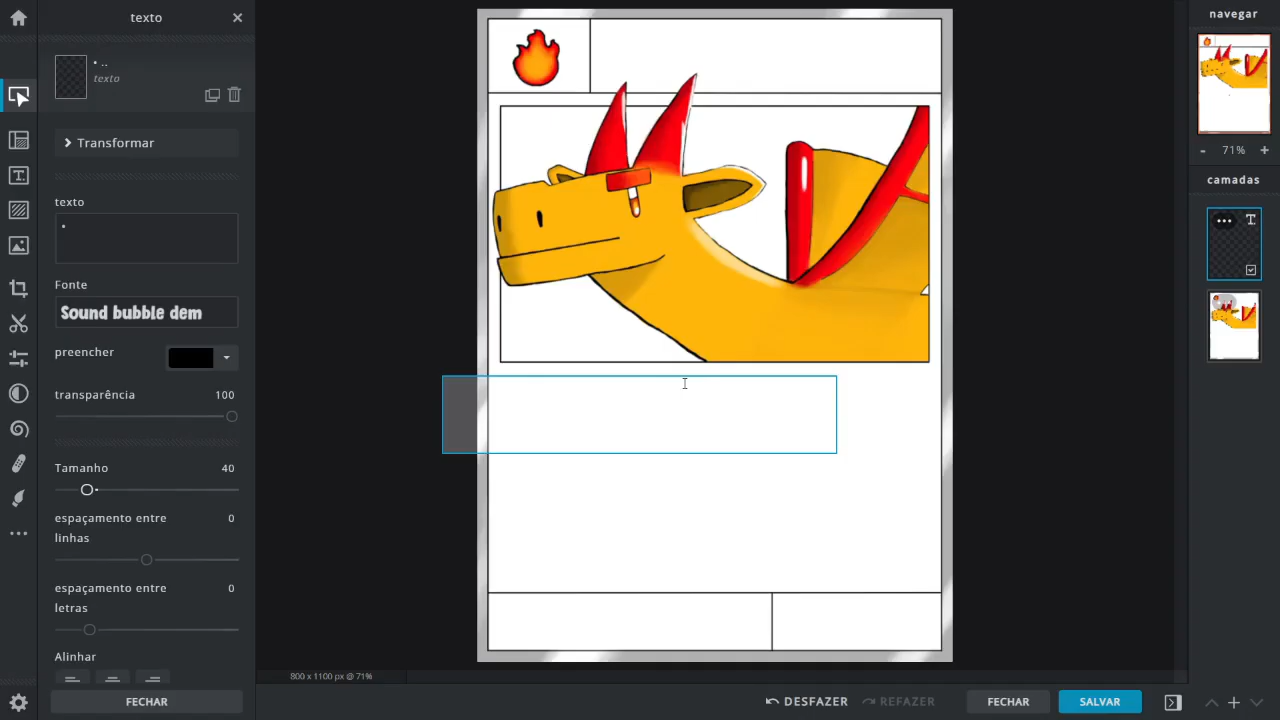 texto
• ..
texto
Transformar
texto
•
Fonte
Sound bubble dem
preencher
transparência 100
Tamanho 40
espaçamento entre 0
linhas
espaçamento entre 0
letras
Alinhar
FECHAR
800 x 1100 px @ 71%
DESFAZER
REFAZER
FECHAR
SALVAR
navegar
- 71% +
camadas
T